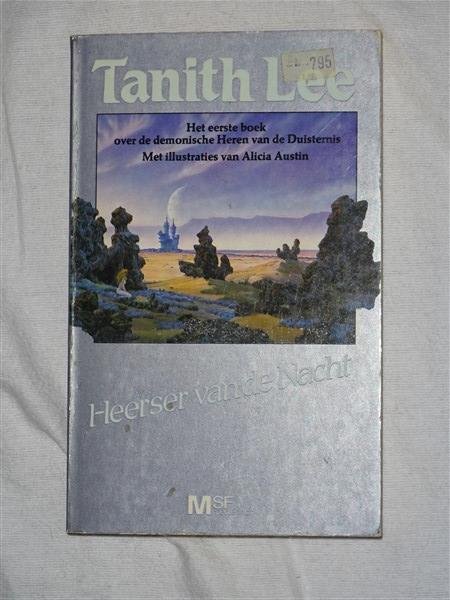 Tanith Lee
795
Het eerste boek
over de demonische Heren van de Duisternis
Met illustraties van Alicia Austin
Heerser van de Nacht
MSF